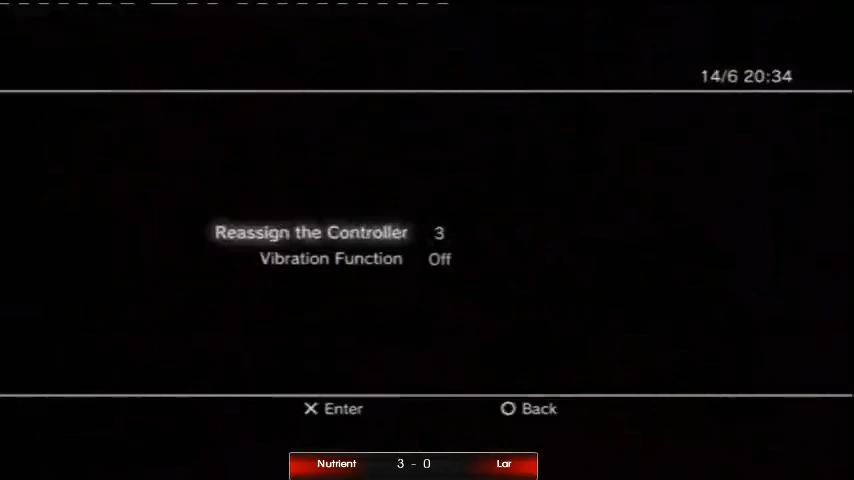 14/6 20:34
Reassign the Controller 3
Vibration Function Off
X Enter O Back
Nutrient 3 - 0 Lar